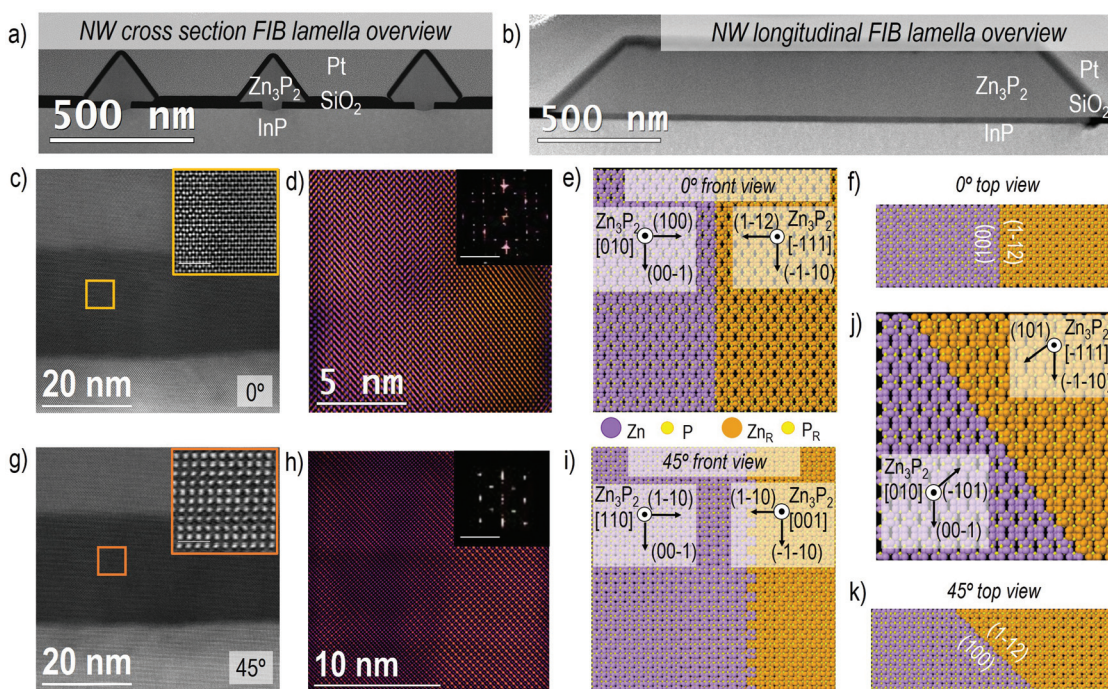 a)
NW cross section FIB lamella overview
Pt
Zn₃P₂
SiO₂
InP
500 nm
b)
NW longitudinal FIB lamella overview
Pt
Zn₃P₂
SiO₂
InP
500 nm
c)
20 nm
0º
d)
5 nm
e)
0º front view
Zn₃P₂
[010]
(100)
(00-1)
(1-12)
Zn₃P₂
[-111]
(-1-10)
f)
0º top view
(001)
(1-12)
Zn
P
Zn_R
P_R
g)
20 nm
45º
h)
10 nm
i)
45º front view
Zn₃P₂
[110]
(1-10)
(00-1)
(1-10)
Zn₃P₂
[001]
(-1-10)
j)
(101)
Zn₃P₂
[-111]
(-1-10)
Zn₃P₂
[010]
(-101)
(00-1)
k)
45º top view
(100)
(1-12)